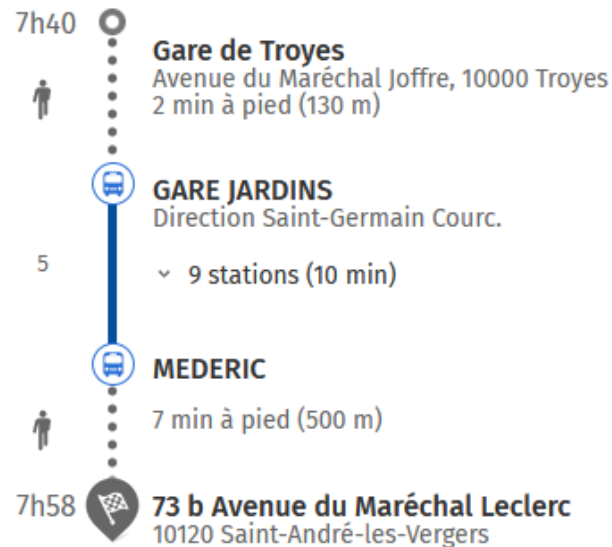 7h40
Gare de Troyes
Avenue du Maréchal Joffre, 10000 Troyes
2 min à pied (130 m)
GARE JARDINS
Direction Saint-Germain Courc.
5
9 stations (10 min)
MEDERIC
7 min à pied (500 m)
7h58
73 b Avenue du Maréchal Leclerc
10120 Saint-André-les-Vergers